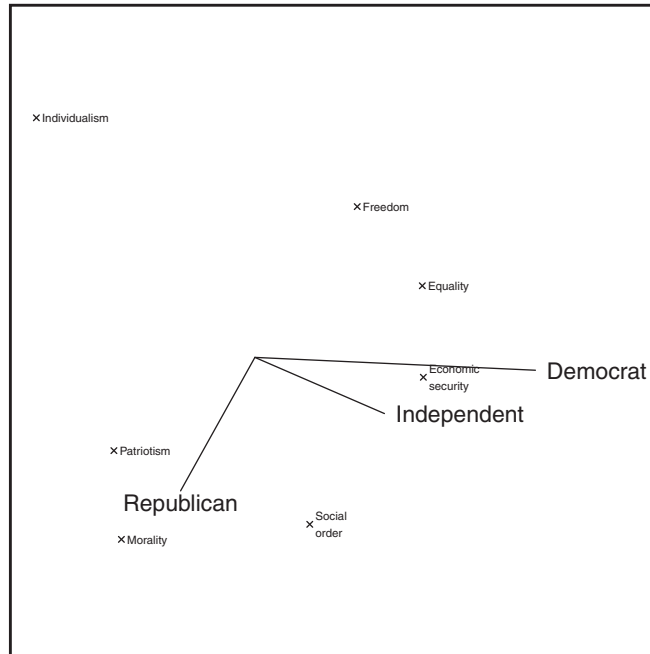 Individualism
Freedom
Equality
Economic
security
Democrat
Independent
Patriotism
Republican
Social
order
Morality